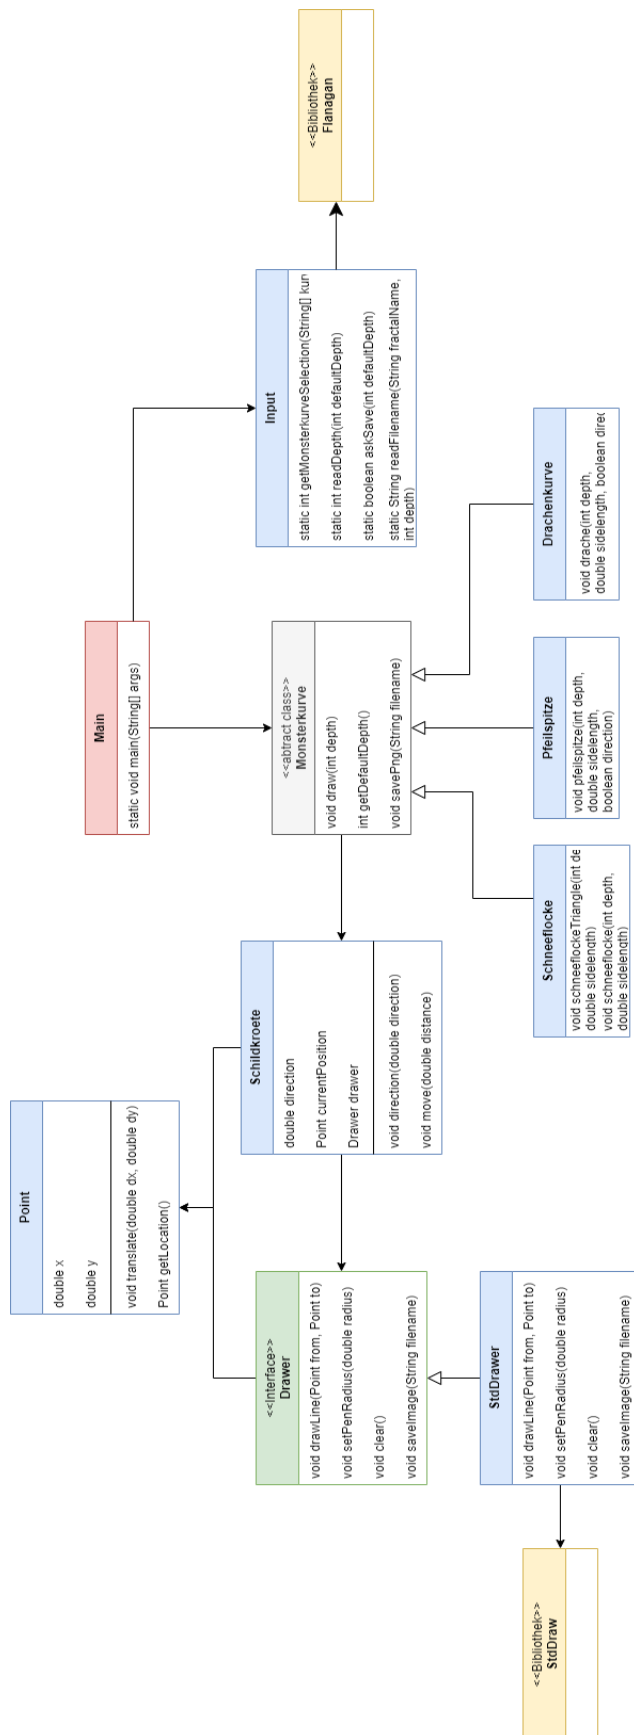 Point
double x
double y
void translate(double dx, double dy)
Point getLocation()
Main
static void main(String[] args)
<<Bibliothek>>
StdDraw
StdDrawer
void drawLine(Point from, Point to)
void setPenRadius(double radius)
void clear()
void saveImage(String filename)
<<Interface>>
Drawer
void drawLine(Point from, Point to)
void setPenRadius(double radius)
void clear()
void saveImage(String filename)
Schildkroete
double direction
Point currentPosition
Drawer drawer
void direction(double direction)
void move(double distance)
<<abtract class>>
Monsterkurve
void draw(int depth)
int getDefaultDepth()
void savePng(String filename)
Input
static int getMonsterkurveSelection(String[] kur
static int readDepth(int defaultDepth)
static boolean askSave(int defaultDepth)
static String readFilename(String fractalName,
int depth)
<<Bibliothek>>
Flanagan
Schneeflocke
void schneeflockeTriangle(int de
double sidelength)
void schneeflocke(int depth,
double sidelength)
Pfeilspitze
void pfeilspitze(int depth,
double sidelength,
boolean direction)
Drachenkurve
void drache(int depth,
double sidelength, boolean dire